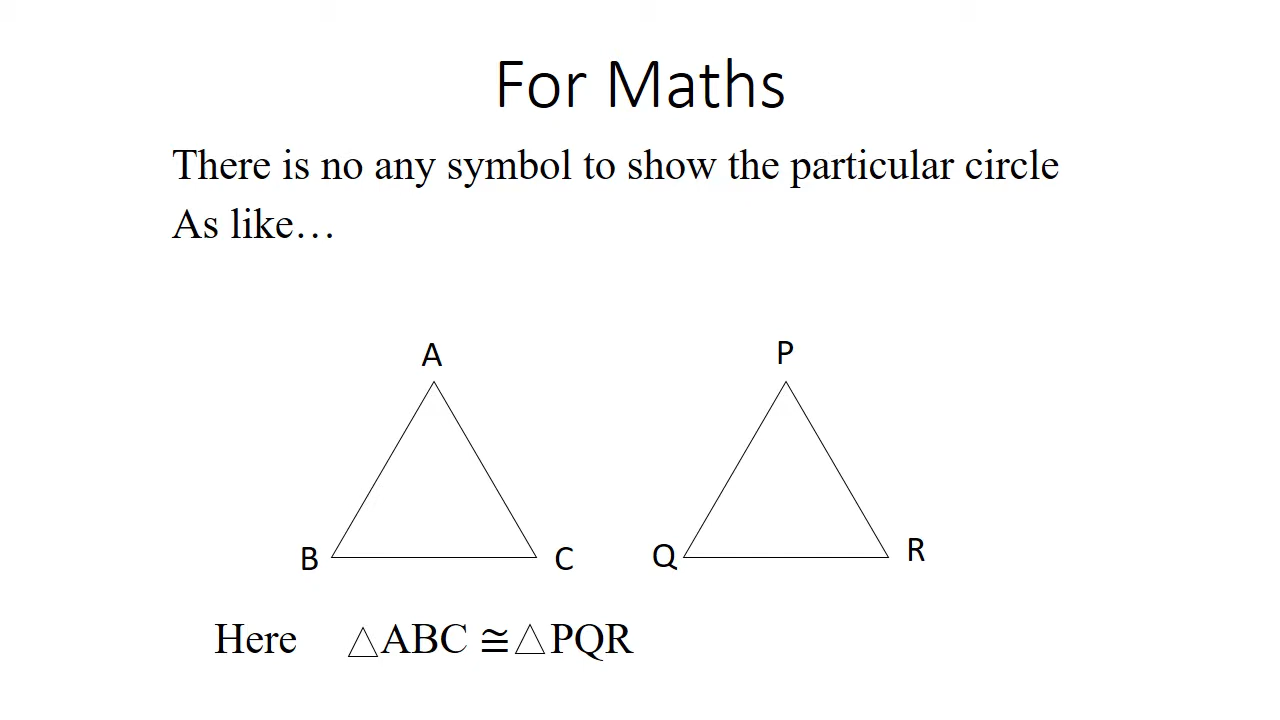 For Maths
There is no any symbol to show the particular circle
As like…
A
P
B
C
Q
R
Here △ABC ≅△PQR